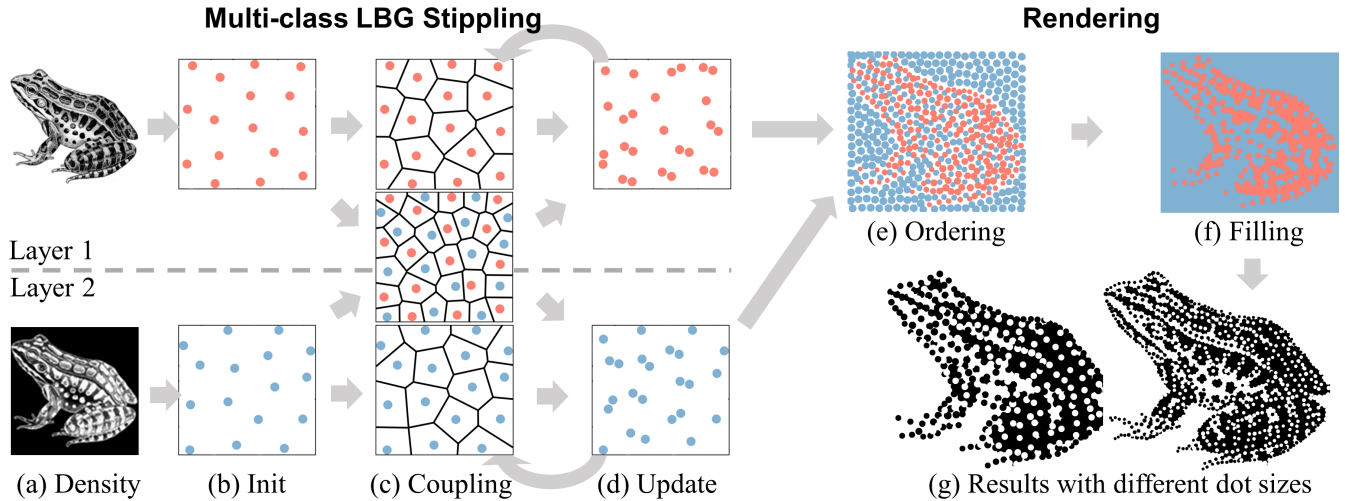 Multi-class LBG Stippling
Rendering
Layer 1
Layer 2
(a) Density
(b) Init
(c) Coupling
(d) Update
(e) Ordering
(f) Filling
(g) Results with different dot sizes